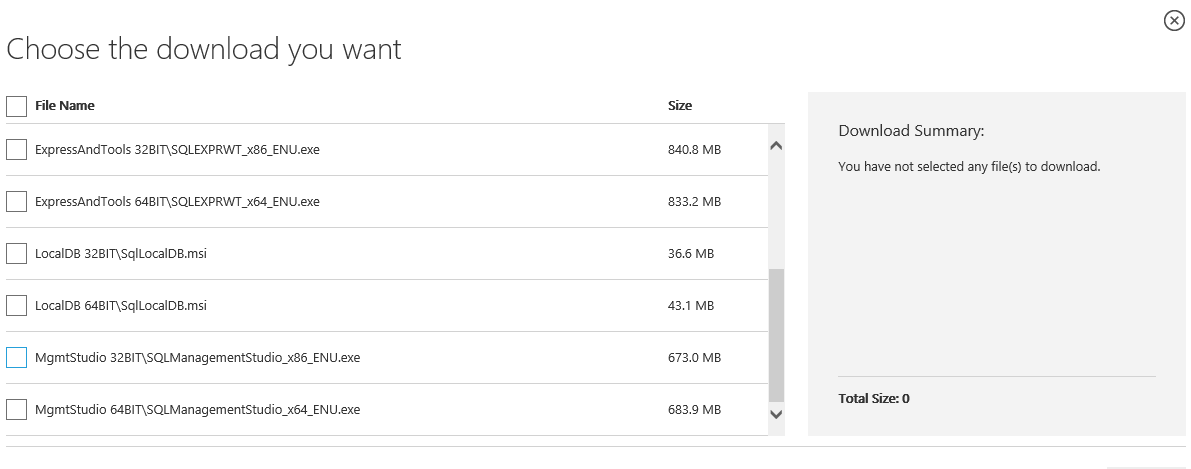 Choose the download you want
File Name Size
ExpressAndTools 32BIT\SQLEXPRWT_x86_ENU.exe 840.8 MB
ExpressAndTools 64BIT\SQLEXPRWT_x64_ENU.exe 833.2 MB
LocalDB 32BIT\SqlLocalDB.msi 36.6 MB
LocalDB 64BIT\SqlLocalDB.msi 43.1 MB
MgmtStudio 32BIT\SQLManagementStudio_x86_ENU.exe 673.0 MB
MgmtStudio 64BIT\SQLManagementStudio_x64_ENU.exe 683.9 MB
Download Summary:
You have not selected any file(s) to download.
Total Size: 0